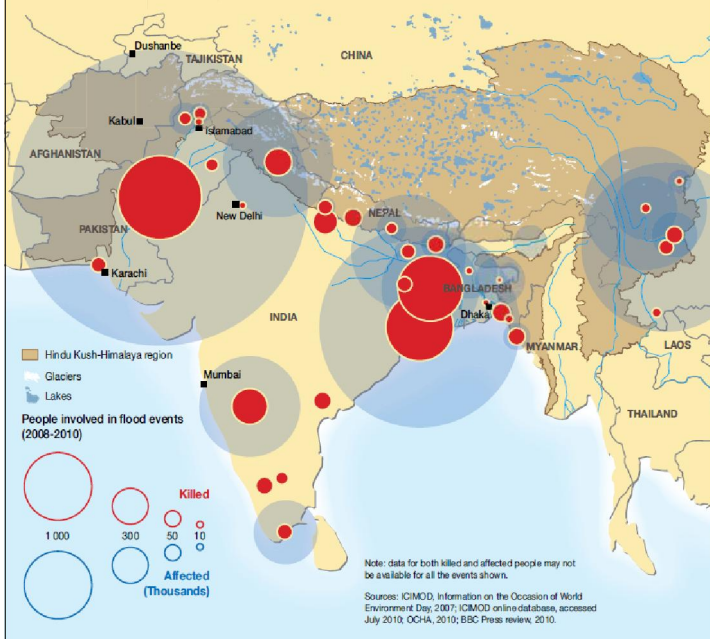 Dushanbe
TAJIKISTAN
CHINA
Kabul
Islamabad
AFGHANISTAN
New Delhi
NEPAL
PAKISTAN
Karachi
BANGLADESH
INDIA
Dhaka
MYANMAR
LAOS
Hindu Kush-Himalaya region
Glaciers
Lakes
Mumbai
THAILAND
People involved in flood events
(2008-2010)
Killed
1 000
300
50
10
Affected
(Thousands)
Note: data for both killed and affected people may not
be available for all the events shown.
Sources: ICIMOD, Information on the Occasion of World
Environment Day, 2007; ICIMOD online database, accessed
July 2010; OCHA, 2010; BBC Press review, 2010.